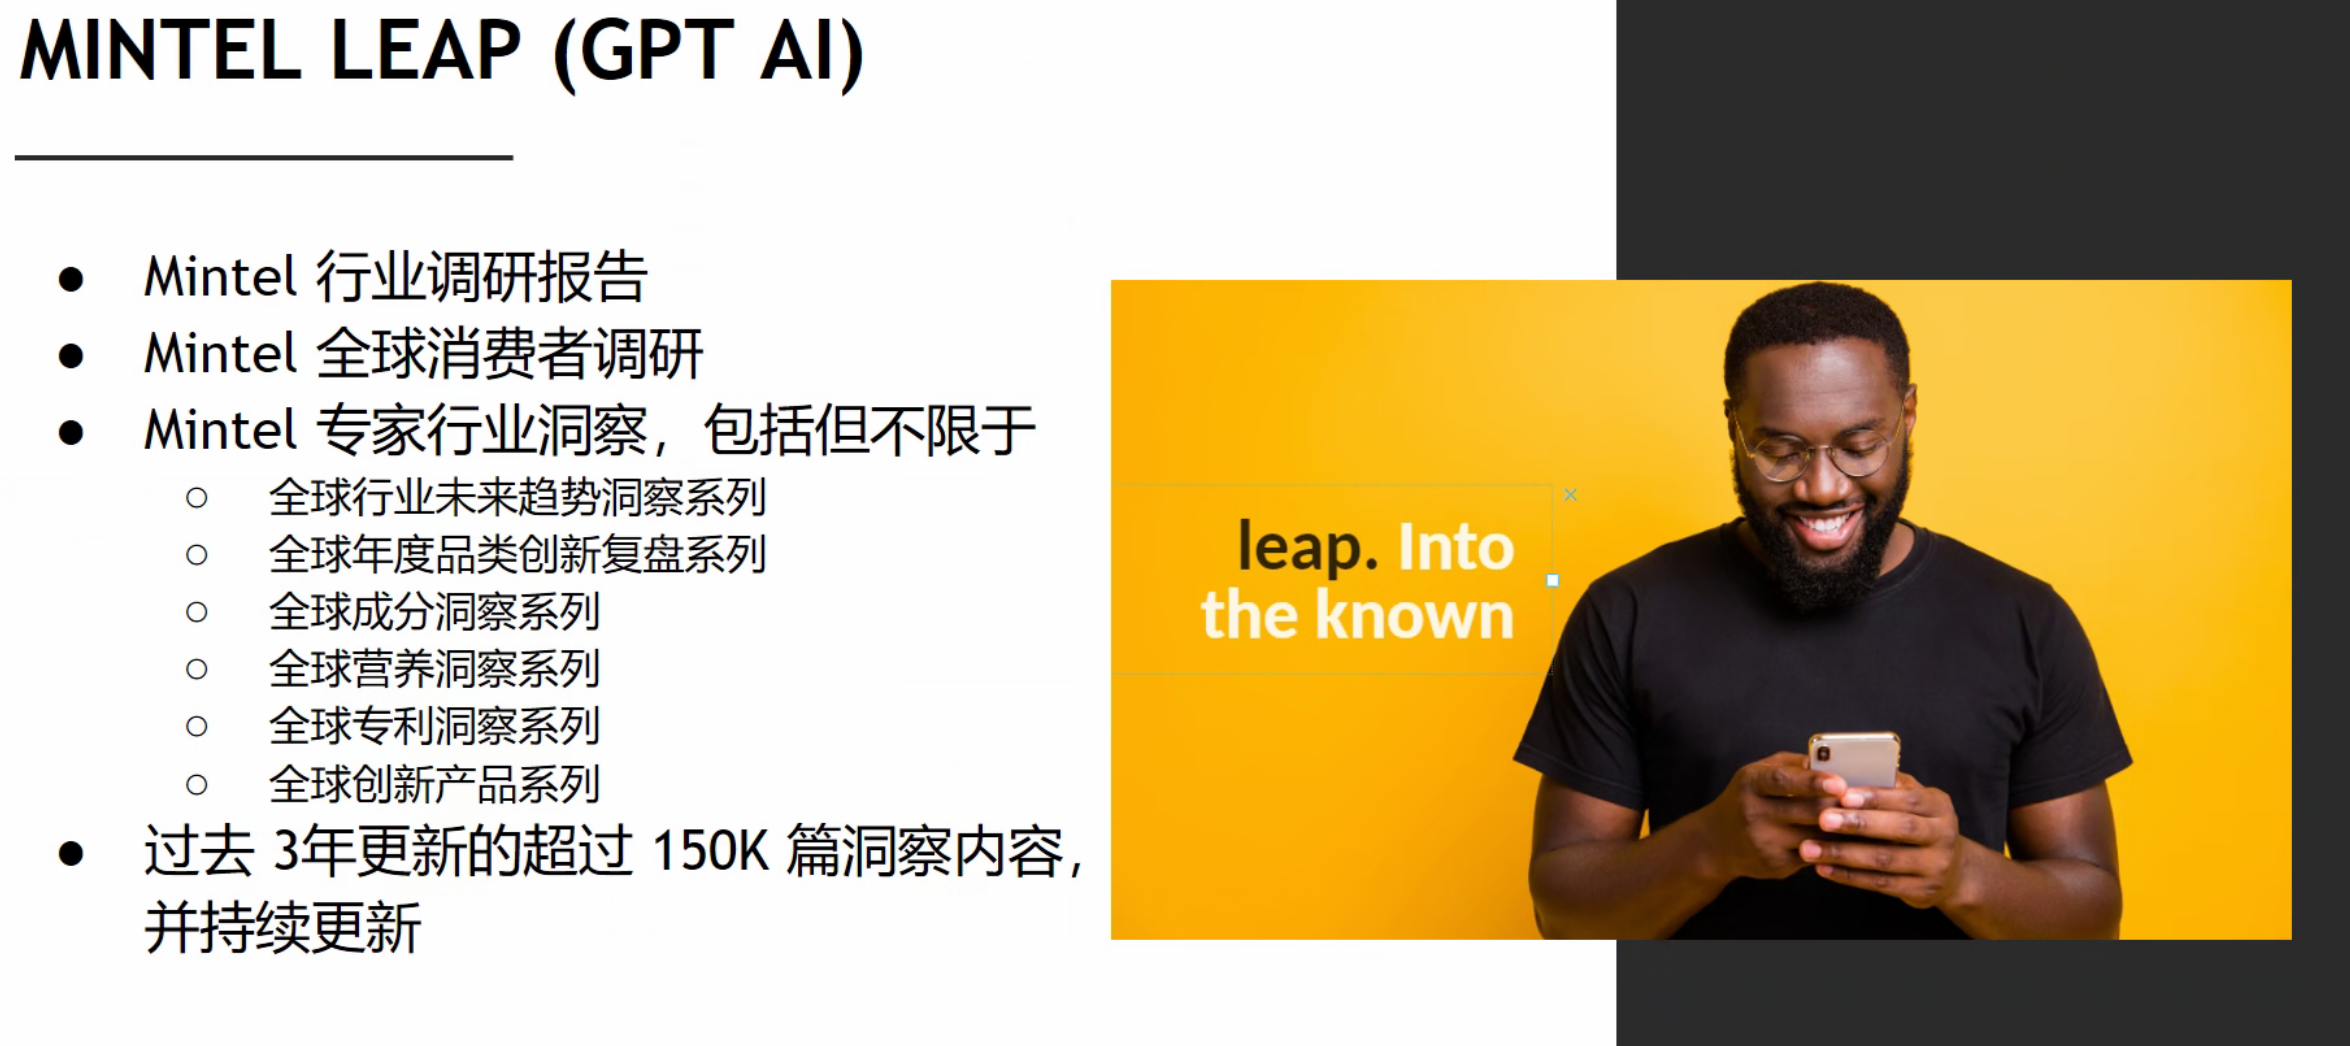 MINTEL LEAP (GPT AI)
● Mintel 行业调研报告
● Mintel 全球消费者调研
● Mintel 专家行业洞察，包括但不限于
○ 全球行业未来趋势洞察系列
○ 全球年度品类创新复盘系列
○ 全球成分洞察系列
○ 全球营养洞察系列
○ 全球专利洞察系列
○ 全球创新产品系列
● 过去 3年更新的超过 150K 篇洞察内容，
并持续更新
leap. Into
the known